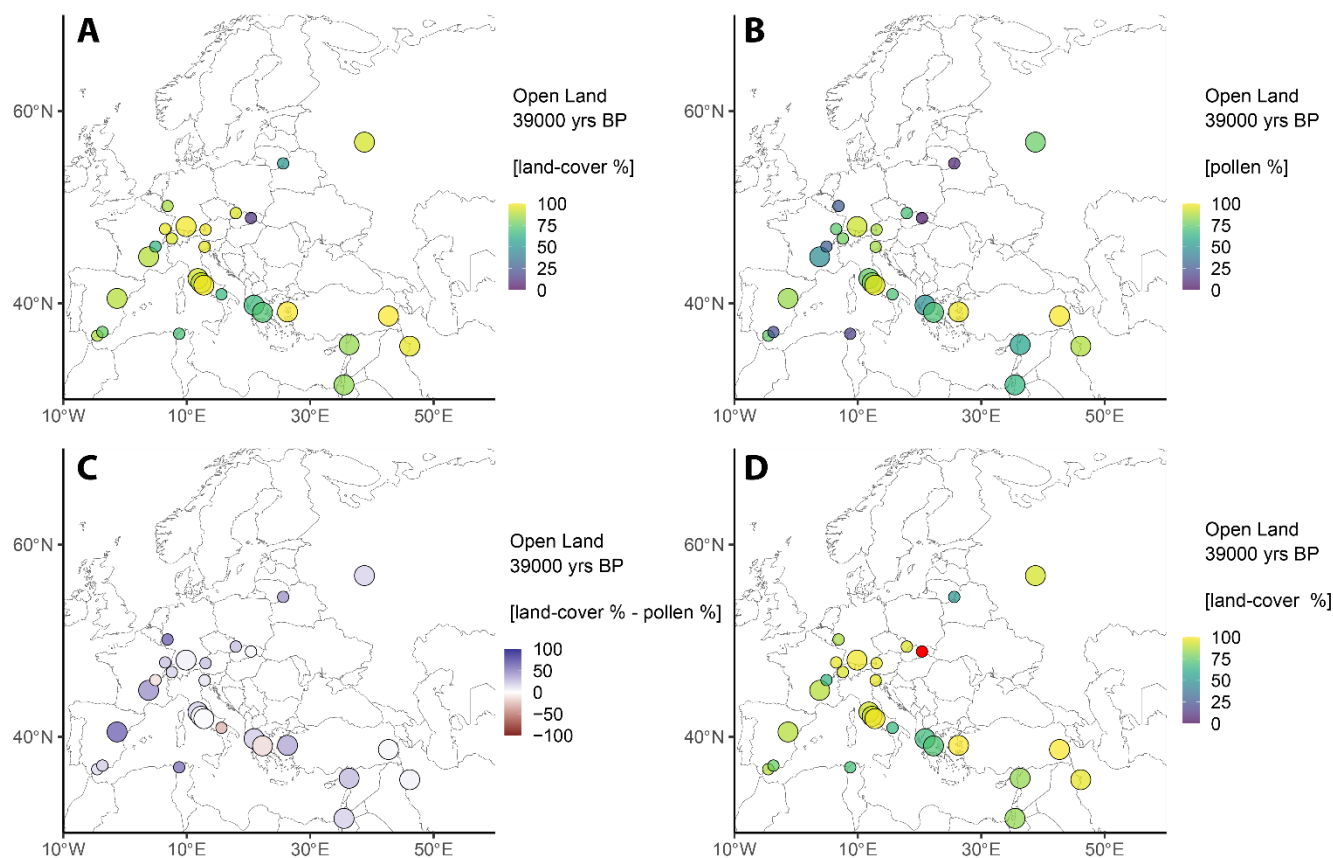 A
60°N
40°N
10°W
10°E
30°E
50°E
Open Land
39000 yrs BP
[land-cover %]
100
75
50
25
0
B
60°N
40°N
10°W
10°E
30°E
50°E
Open Land
39000 yrs BP
[pollen %]
100
75
50
25
0
C
60°N
40°N
10°W
10°E
30°E
50°E
Open Land
39000 yrs BP
[land-cover % - pollen %]
100
50
0
−50
−100
D
60°N
40°N
10°W
10°E
30°E
50°E
Open Land
39000 yrs BP
[land-cover %]
100
75
50
25
0